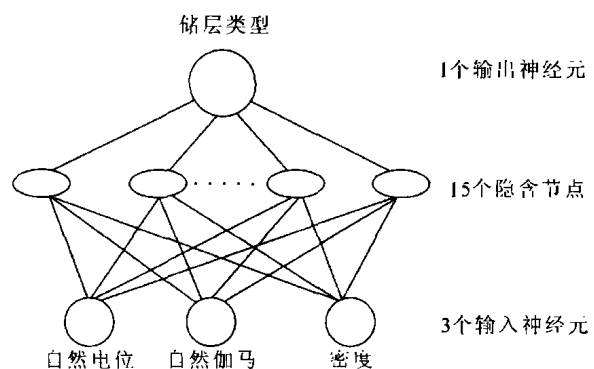 储层类型
1个输出神经元
15个隐含节点
3个输入神经元
自然电位 自然伽马 密度